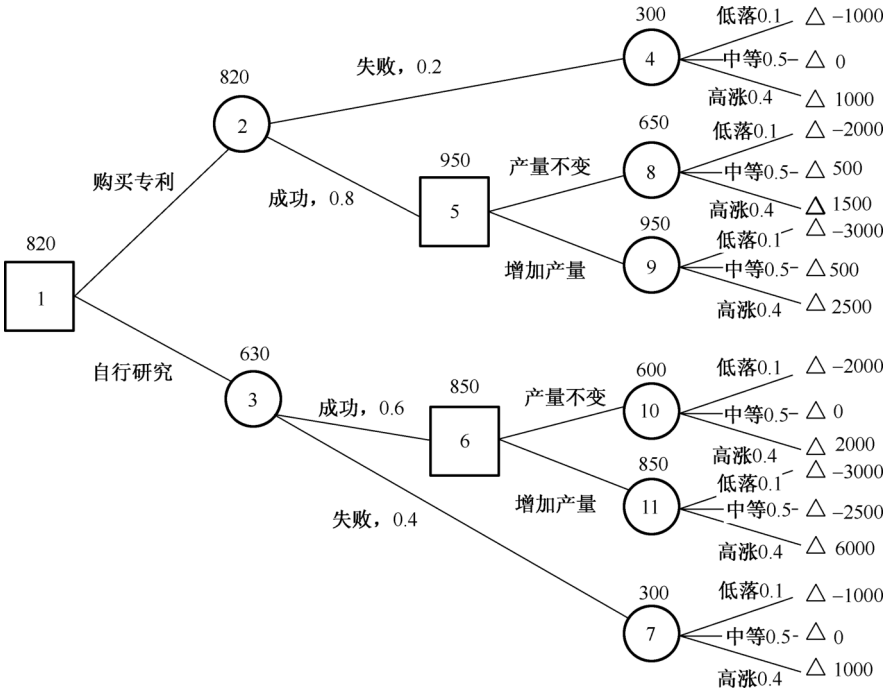 300
低落0.1 △ −1000
4
中等0.5 △ 0
高涨0.4 △ 1000
失败，0.2
820
2
购买专利
成功，0.8
950
5
产量不变
650
8
低落0.1 △ −2000
中等0.5 △ 500
高涨0.4 △ 1500
增加产量
950
9
低落0.1 △ −3000
中等0.5 △ 500
高涨0.4 △ 2500
820
1
自行研究
630
3
成功，0.6
850
6
产量不变
600
10
低落0.1 △ −2000
中等0.5 △ 0
高涨0.4 △ 2000
增加产量
850
11
低落0.1 △ −3000
中等0.5 △ −2500
高涨0.4 △ 6000
失败，0.4
300
7
低落0.1 △ −1000
中等0.5 △ 0
高涨0.4 △ 1000